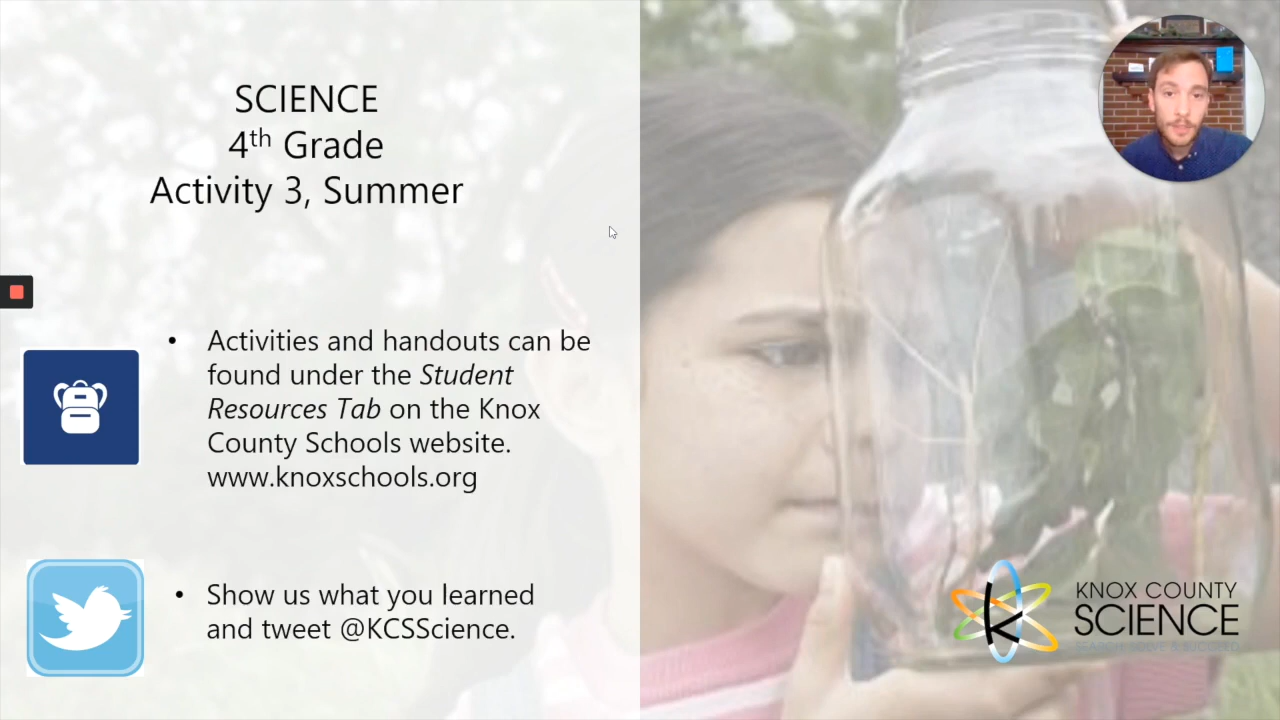 SCIENCE
4th Grade
Activity 3, Summer
Activities and handouts can be
found under the Student
Resources Tab on the Knox
County Schools website.
www.knoxschools.org
Show us what you learned
and tweet @KCSScience.
KNOX COUNTY
SCIENCE